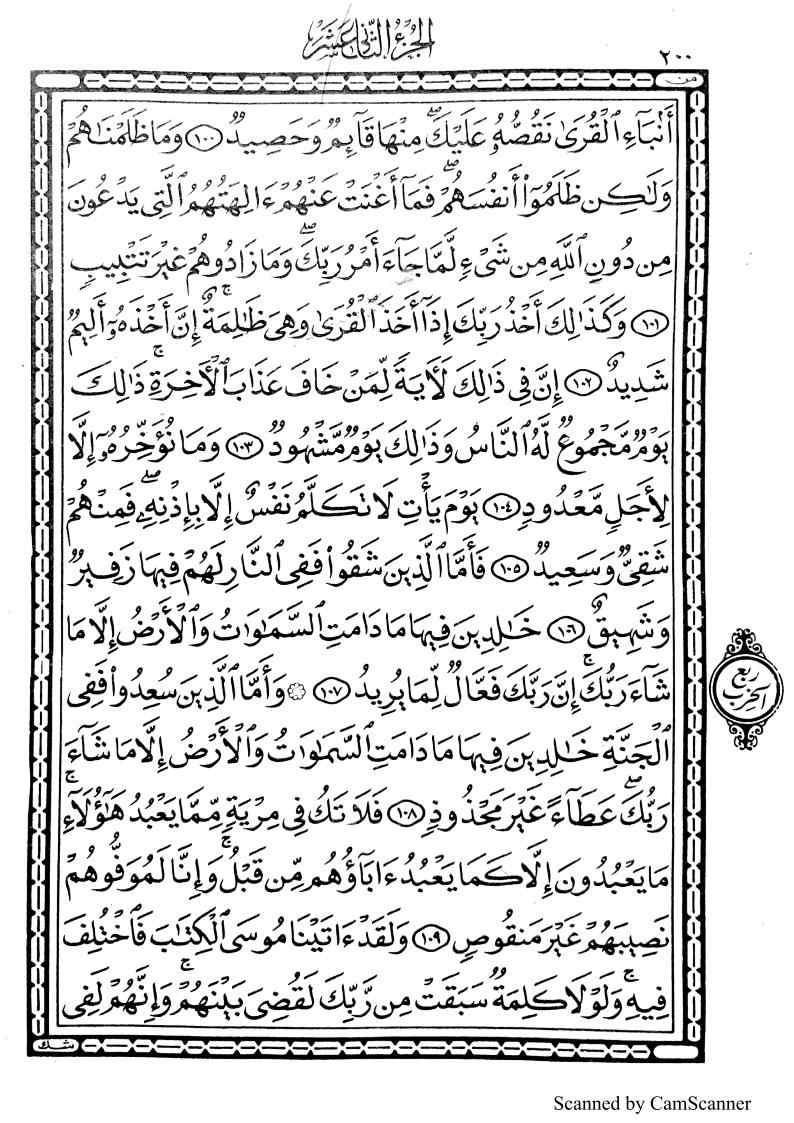 الجزء الثاني عشر
٢٠٠
من
أَنۢبَآءِ ٱلْقُرَىٰ نَقُصُّهُۥ عَلَيْكَ ۖ مِنْهَا قَآئِمٌ وَحَصِيدٌ ١٠٠ وَمَا ظَلَمْنَٰهُمْ
وَلَٰكِن ظَلَمُوٓا۟ أَنفُسَهُمْ ۖ فَمَآ أَغْنَتْ عَنْهُمْ ءَالِهَتُهُمُ ٱلَّتِى يَدْعُونَ
مِن دُونِ ٱللَّهِ مِن شَىْءٍ لَّمَّا جَآءَ أَمْرُ رَبِّكَ ۖ وَمَا زَادُوهُمْ غَيْرَ تَتْبِيبٍ
١٠١ وَكَذَٰلِكَ أَخْذُ رَبِّكَ إِذَآ أَخَذَ ٱلْقُرَىٰ وَهِىَ ظَٰلِمَةٌ ۚ إِنَّ أَخْذَهُۥٓ أَلِيمٌ
شَدِيدٌ ١٠٢ إِنَّ فِى ذَٰلِكَ لَءَايَةً لِّمَنْ خَافَ عَذَابَ ٱلْءَاخِرَةِ ۚ ذَٰلِكَ
يَوْمٌ مَّجْمُوعٌ لَّهُ ٱلنَّاسُ وَذَٰلِكَ يَوْمٌ مَّشْهُودٌ ١٠٣ وَمَا نُؤَخِّرُهُۥٓ إِلَّا
لِأَجَلٍ مَّعْدُودٍ ١٠٤ يَوْمَ يَأْتِ لَا تَكَلَّمُ نَفْسٌ إِلَّا بِإِذْنِهِۦ ۖ فَمِنْهُمْ
شَقِىٌّ وَسَعِيدٌ ١٠٥ فَأَمَّا ٱلَّذِينَ شَقُوا۟ فَفِى ٱلنَّارِ لَهُمْ فِيهَا زَفِيرٌ
وَشَهِيقٌ ١٠٦ خَٰلِدِينَ فِيهَا مَا دَامَتِ ٱلسَّمَٰوَٰتُ وَٱلْأَرْضُ إِلَّا مَا
شَآءَ رَبُّكَ ۚ إِنَّ رَبَّكَ فَعَّالٌ لِّمَا يُرِيدُ ١٠٧ ۞ وَأَمَّا ٱلَّذِينَ سُعِدُوا۟ فَفِى
ربع
الحزب
ٱلْجَنَّةِ خَٰلِدِينَ فِيهَا مَا دَامَتِ ٱلسَّمَٰوَٰتُ وَٱلْأَرْضُ إِلَّا مَا شَآءَ
رَبُّكَ ۖ عَطَآءً غَيْرَ مَجْذُوذٍ ١٠٨ فَلَا تَكُ فِى مِرْيَةٍ مِّمَّا يَعْبُدُ هَٰٓؤُلَآءِ ۚ
مَا يَعْبُدُونَ إِلَّا كَمَا يَعْبُدُ ءَابَآؤُهُم مِّن قَبْلُ ۚ وَإِنَّا لَمُوَفُّوهُمْ
نَصِيبَهُمْ غَيْرَ مَنقُوصٍ ١٠٩ وَلَقَدْ ءَاتَيْنَا مُوسَى ٱلْكِتَٰبَ فَٱخْتُلِفَ
فِيهِ ۚ وَلَوْلَا كَلِمَةٌ سَبَقَتْ مِن رَّبِّكَ لَقُضِىَ بَيْنَهُمْ ۚ وَإِنَّهُمْ لَفِى
شك
Scanned by CamScanner